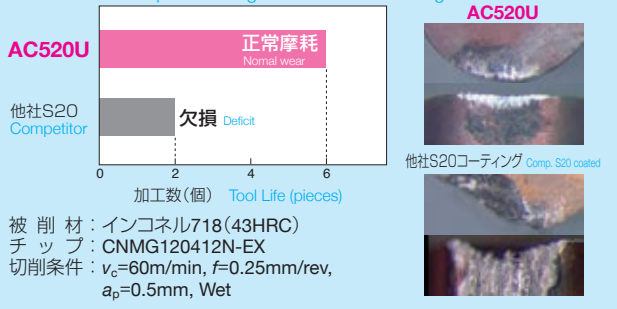 AC520U
正常摩耗
Nomal wear
他社S20
Competitor
欠損 Deficit
0 2 4 6
加工数(個) Tool Life (pieces)
被削材：インコネル718(43HRC)
チップ：CNMG120412N-EX
切削条件：vc=60m/min, f=0.25mm/rev,
ap=0.5mm, Wet
AC520U
他社S20コーティング Comp. S20 coated